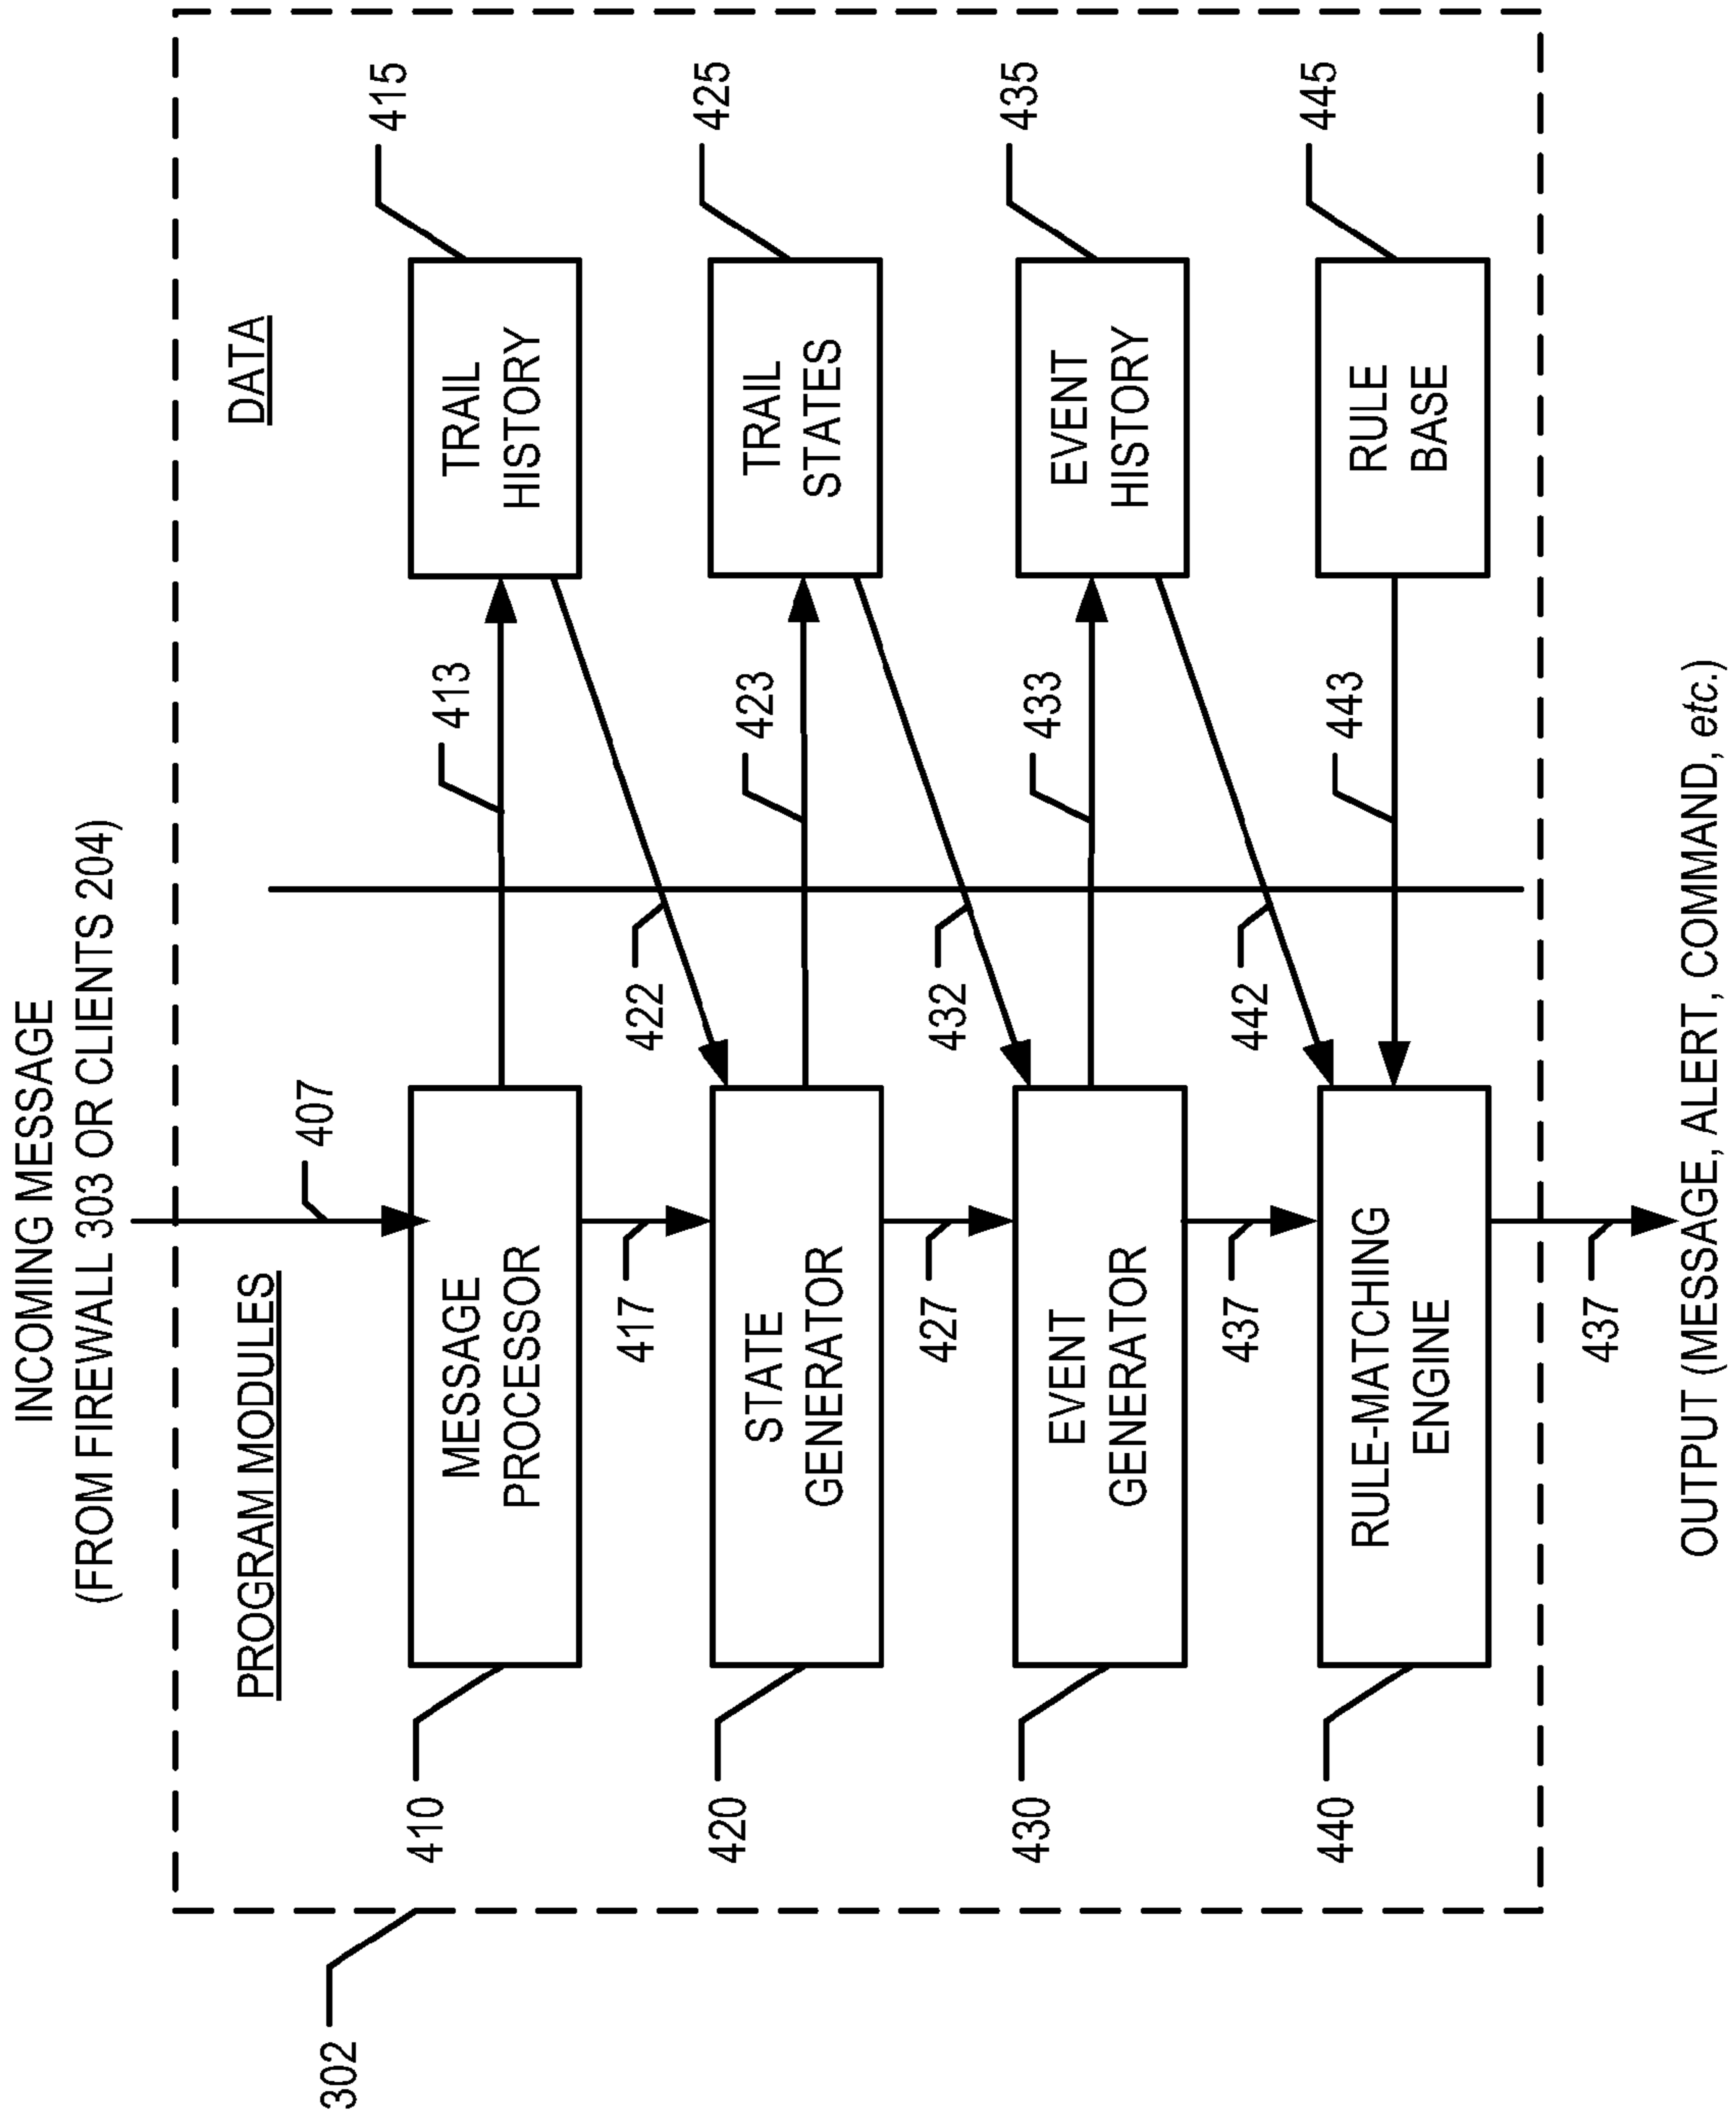 INCOMING MESSAGE
(FROM FIREWALL 303 OR CLIENTS 204)
407
302
PROGRAM MODULES
DATA
410
MESSAGE
PROCESSOR
413
TRAIL
HISTORY
415
417
422
420
STATE
GENERATOR
423
TRAIL
STATES
425
427
432
430
EVENT
GENERATOR
433
EVENT
HISTORY
435
437
442
440
RULE-MATCHING
ENGINE
443
RULE
BASE
445
437
OUTPUT (MESSAGE, ALERT, COMMAND, etc.)